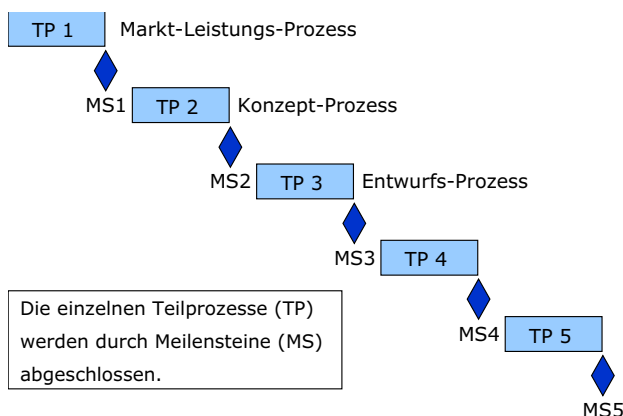 TP 1 Markt-Leistungs-Prozess
MS1 TP 2 Konzept-Prozess
MS2 TP 3 Entwurfs-Prozess
MS3 TP 4
Die einzelnen Teilprozesse (TP)
werden durch Meilensteine (MS)
abgeschlossen.
MS4 TP 5
MS5